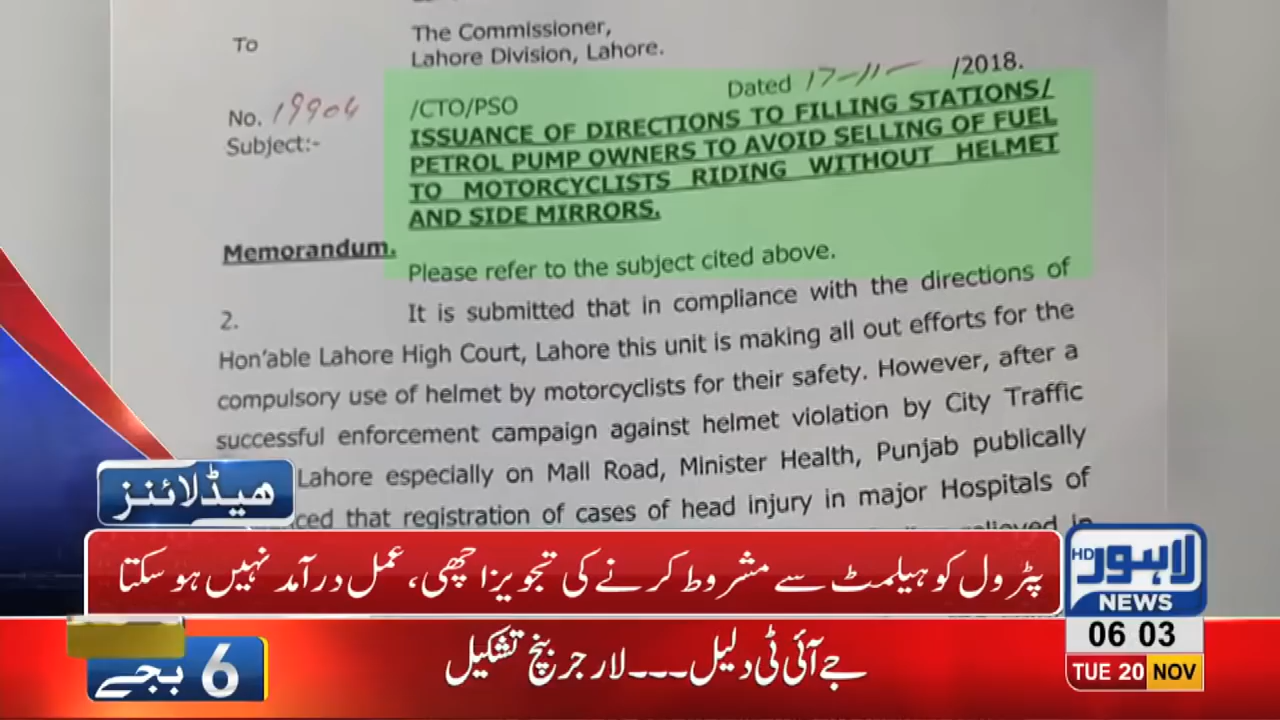 To
The Commissioner,
Lahore Division, Lahore.
No. 19904 /CTO/PSO Dated 17-11- /2018.
Subject:-
ISSUANCE OF DIRECTIONS TO FILLING STATIONS/
PETROL PUMP OWNERS TO AVOID SELLING OF FUEL
TO MOTORCYCLISTS RIDING WITHOUT HELMET
AND SIDE MIRRORS.
Memorandum.
Please refer to the subject cited above.
2. It is submitted that in compliance with the directions of
Hon'able Lahore High Court, Lahore this unit is making all out efforts for the
compulsory use of helmet by motorcyclists for their safety. However, after a
successful enforcement campaign against helmet violation by City Traffic
Lahore especially on Mall Road, Minister Health, Punjab publically
that registration of cases of head injury in major Hospitals of
ہیڈلائنز
پٹرول کو ہیلمٹ سے مشروط کرنے کی تجویز اچھی، عمل درآمد نہیں ہوسکتا
لاہور HD
NEWS
06 03
TUE 20 NOV
6 بجے
جے آئی ٹی دلیل۔۔۔لارجر بنچ تشکیل